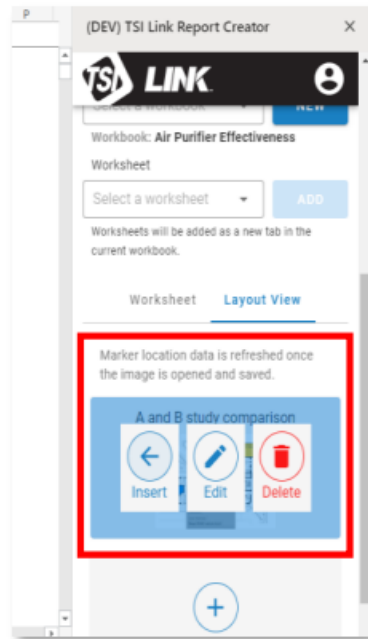 P
(DEV) TSI Link Report Creator
TSI LINK
Select a workbook
NEW
Workbook: Air Purifier Effectiveness
Worksheet
Select a worksheet
ADD
Worksheets will be added as a new tab in the
current workbook.
Worksheet Layout View
Marker location data is refreshed once
the image is opened and saved.
A and B study comparison
Insert Edit Delete